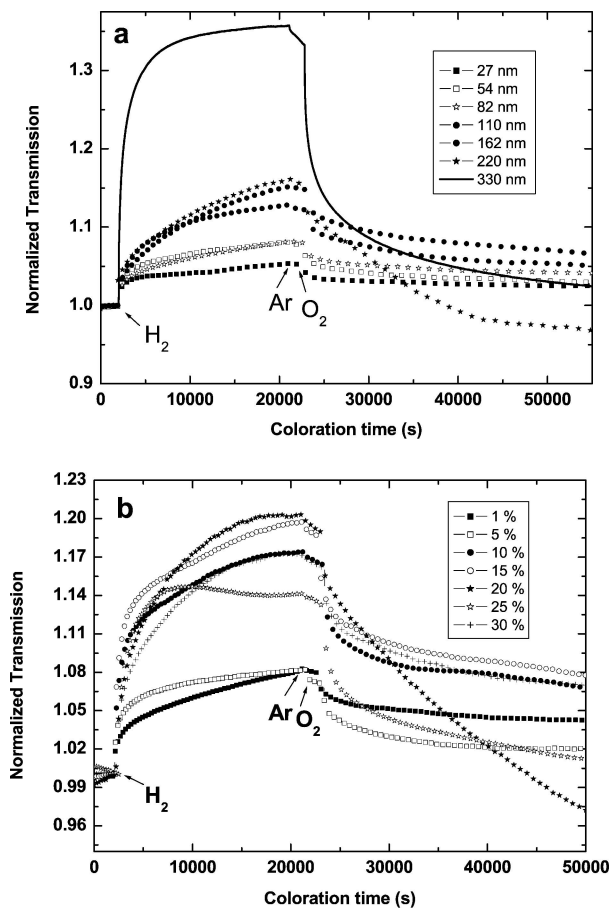 a
1.3
1.2
1.1
1.0
0.9
Normalized Transmission
27 nm
54 nm
82 nm
110 nm
162 nm
220 nm
330 nm
H2
Ar
O2
0 10000 20000 30000 40000 50000
Coloration time (s)
b
1.23
1.20
1.17
1.14
1.11
1.08
1.05
1.02
0.99
0.96
Normalized Transmission
1 %
5 %
10 %
15 %
20 %
25 %
30 %
Ar
O2
H2
0 10000 20000 30000 40000 50000
Coloration time (s)